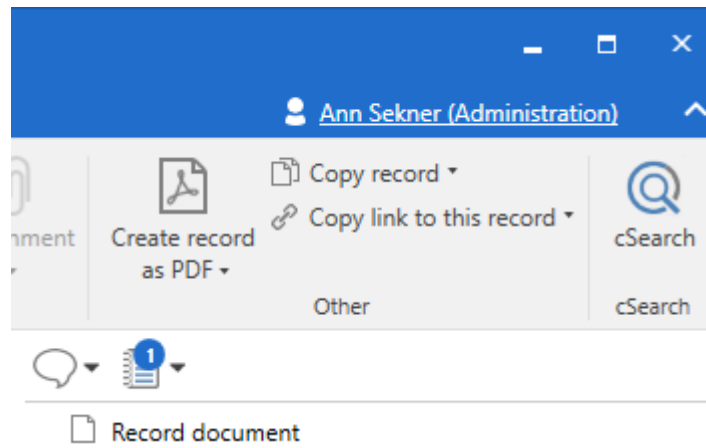 Ann Sekner (Administration)
Copy record
Copy link to this record
Create record
as PDF
cSearch
Other
cSearch
1
Record document